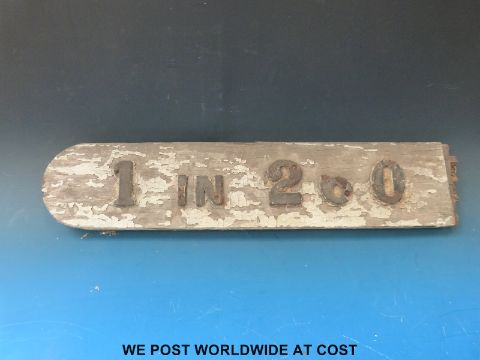 1 IN 200
WE POST WORLDWIDE AT COST